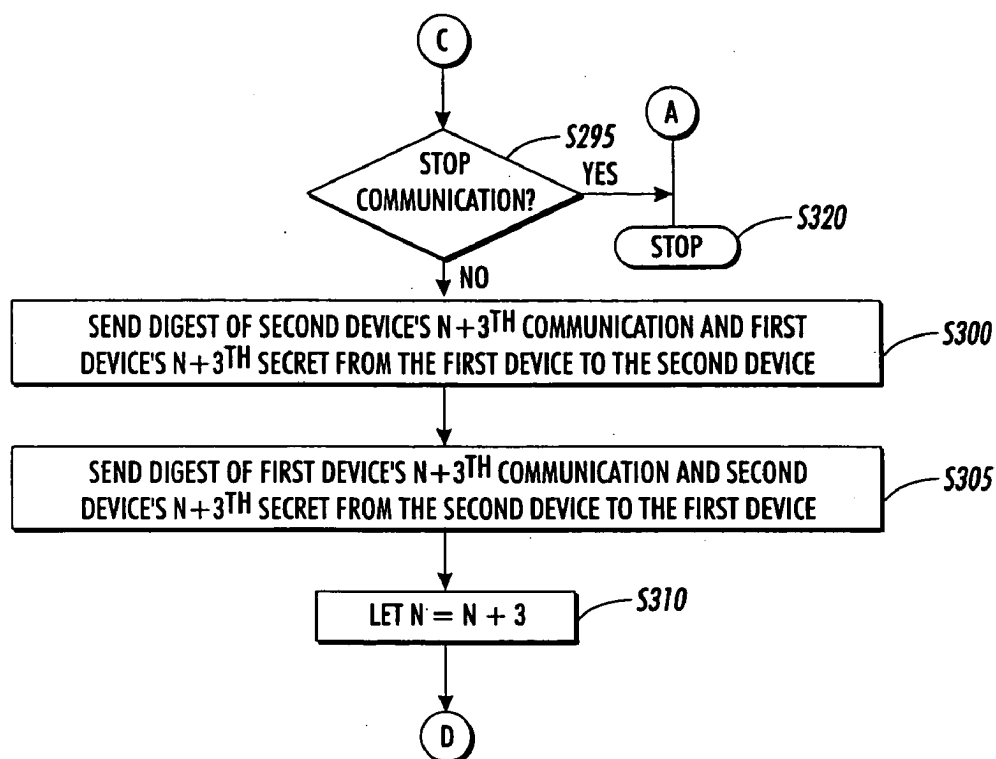 C
A
STOP
COMMUNICATION?
S295
YES
STOP
S320
NO
SEND DIGEST OF SECOND DEVICE'S N+3TH COMMUNICATION AND FIRST
DEVICE'S N+3TH SECRET FROM THE FIRST DEVICE TO THE SECOND DEVICE
S300
SEND DIGEST OF FIRST DEVICE'S N+3TH COMMUNICATION AND SECOND
DEVICE'S N+3TH SECRET FROM THE SECOND DEVICE TO THE FIRST DEVICE
S305
LET N = N + 3
S310
D